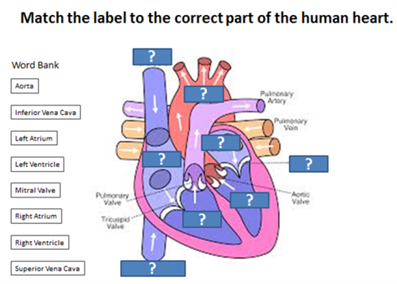 Match the label to the correct part of the human heart.
Word Bank
Aorta
Inferior Vena Cava
Left Atrium
Left Ventricle
Mitral Valve
Right Atrium
Right Ventricle
Superior Vena Cava
?
?
Pulmonary
Artery
Pulmonary
Vein
?
?
?
Pulmonary
Valve
Tricuspid
Valve
?
Aortic
Valve
?
?